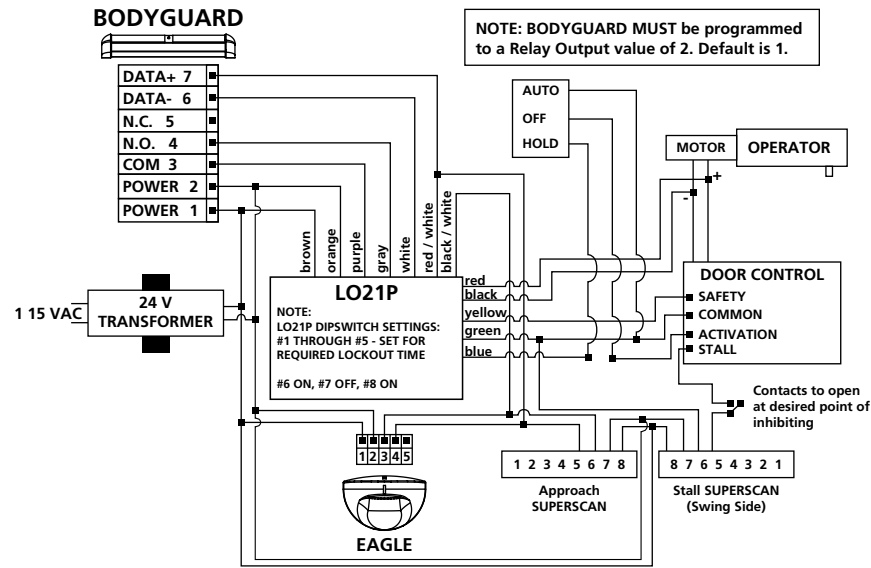 BODYGUARD
NOTE: BODYGUARD MUST be programmed
to a Relay Output value of 2. Default is 1.
DATA+ 7
DATA- 6
N.C. 5
N.O. 4
COM 3
POWER 2
POWER 1
AUTO
OFF
HOLD
MOTOR
OPERATOR
+
-
brown
orange
purple
gray
white
red / white
black / white
1 15 VAC
24 V
TRANSFORMER
LO21P
NOTE:
LO21P DIPSWITCH SETTINGS:
#1 THROUGH #5 - SET FOR
REQUIRED LOCKOUT TIME
#6 ON, #7 OFF, #8 ON
red
black
yellow
green
blue
DOOR CONTROL
SAFETY
COMMON
ACTIVATION
STALL
Contacts to open
at desired point of
inhibiting
1 2 3 4 5
EAGLE
1 2 3 4 5 6 7 8
Approach
SUPERSCAN
8 7 6 5 4 3 2 1
Stall SUPERSCAN
(Swing Side)